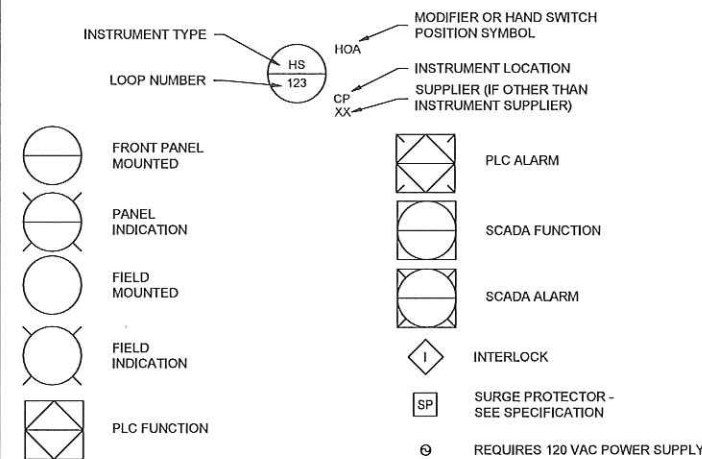 INSTRUMENT TYPE
LOOP NUMBER
HS
123
HOA
CP
XX
MODIFIER OR HAND SWITCH
POSITION SYMBOL
INSTRUMENT LOCATION
SUPPLIER (IF OTHER THAN
INSTRUMENT SUPPLIER)
FRONT PANEL
MOUNTED
PANEL
INDICATION
FIELD
MOUNTED
FIELD
INDICATION
PLC FUNCTION
PLC ALARM
SCADA FUNCTION
SCADA ALARM
I
INTERLOCK
SP
SURGE PROTECTOR -
SEE SPECIFICATION
REQUIRES 120 VAC POWER SUPPLY